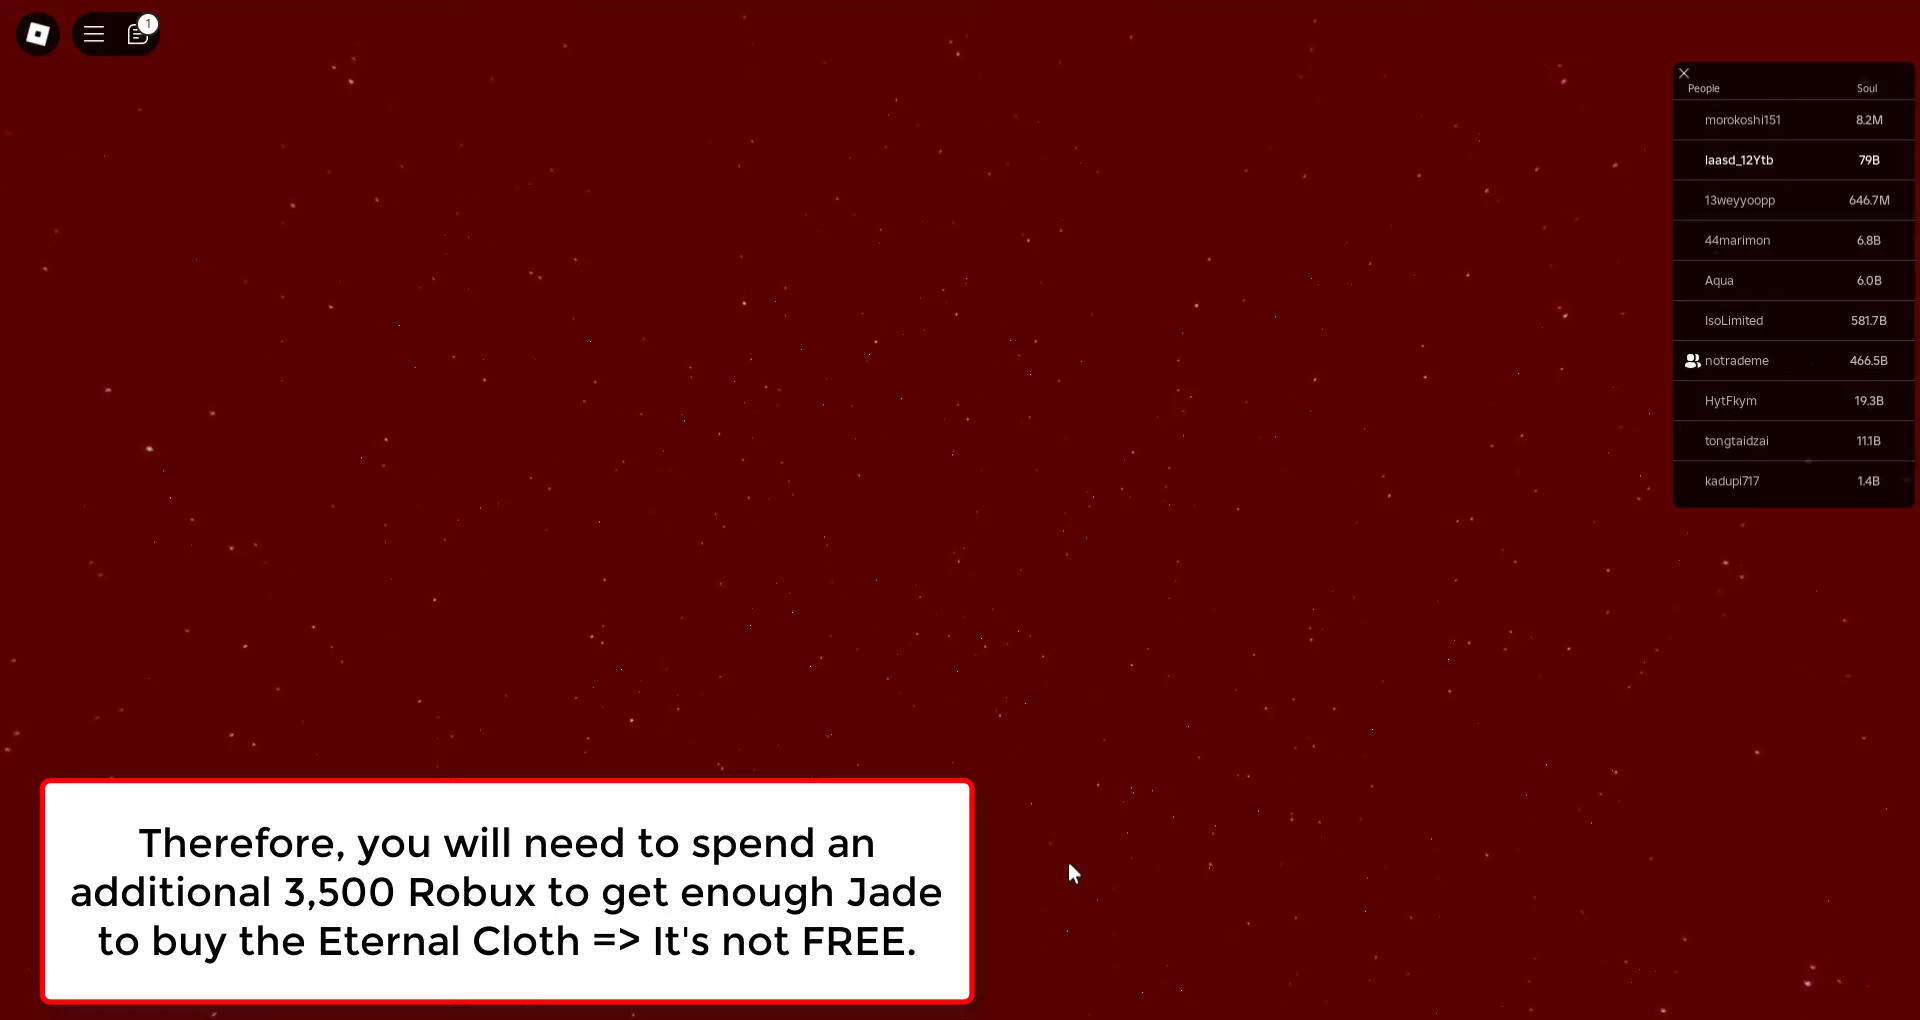 1
People Soul
morokoshi151 8.2M
laasd_12Ytb 79B
13weyyoopp 646.7M
44marimon 6.8B
Aqua 6.0B
IsoLimited 581.7B
notrademe 466.5B
HytFkym 19.3B
tongtaidzai 11.1B
kadupi717 1.4B
Therefore, you will need to spend an
additional 3,500 Robux to get enough Jade
to buy the Eternal Cloth => It's not FREE.